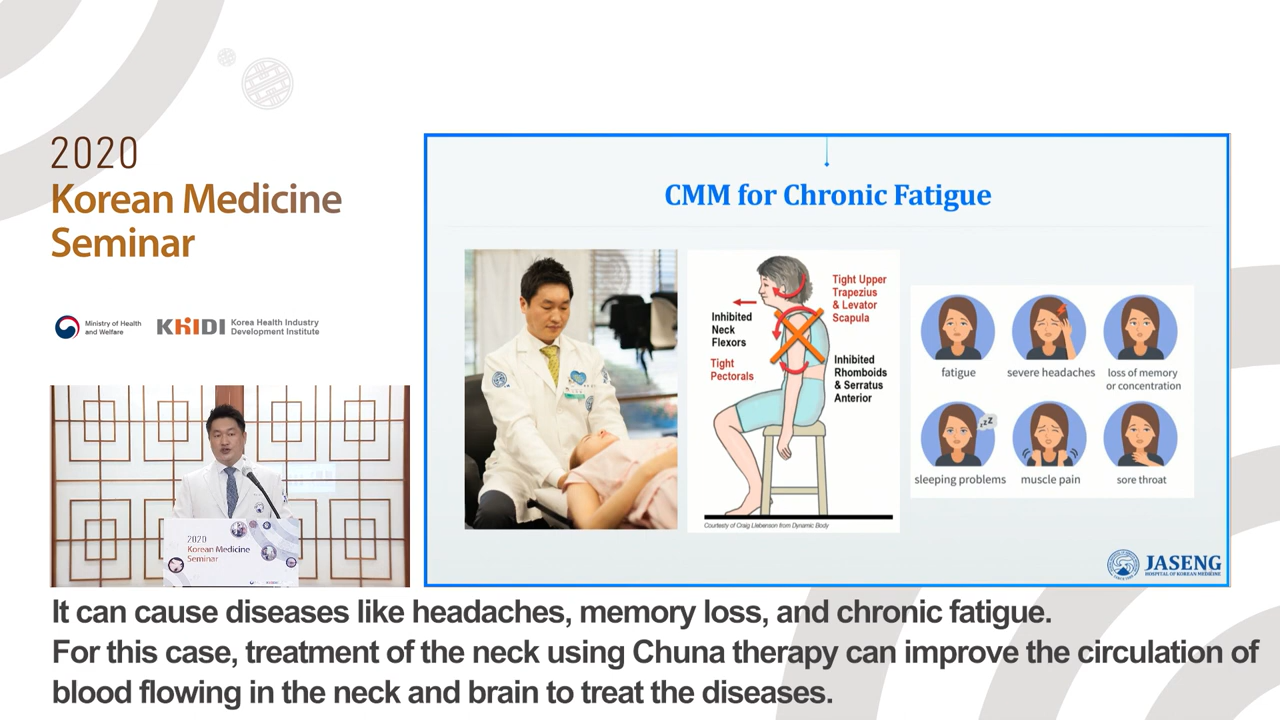 2020
Korean Medicine
Seminar
Ministry of Health
and Welfare
KHIDI
Korea Health Industry
Development Institute
2020
Korean Medicine
Seminar
CMM for Chronic Fatigue
Tight Upper
Trapezius
& Levator
Scapula
Inhibited
Neck
Flexors
Tight
Pectorals
Inhibited
Rhomboids
& Serratus
Anterior
Courtesty of Craig Liebenson from Dynamic Body
fatigue
severe headaches
loss of memory
or concentration
zzZ
sleeping problems
muscle pain
sore throat
JASENG
HOSPITAL OF KOREAN MEDICINE
It can cause diseases like headaches, memory loss, and chronic fatigue.
For this case, treatment of the neck using Chuna therapy can improve the circulation of
blood flowing in the neck and brain to treat the diseases.